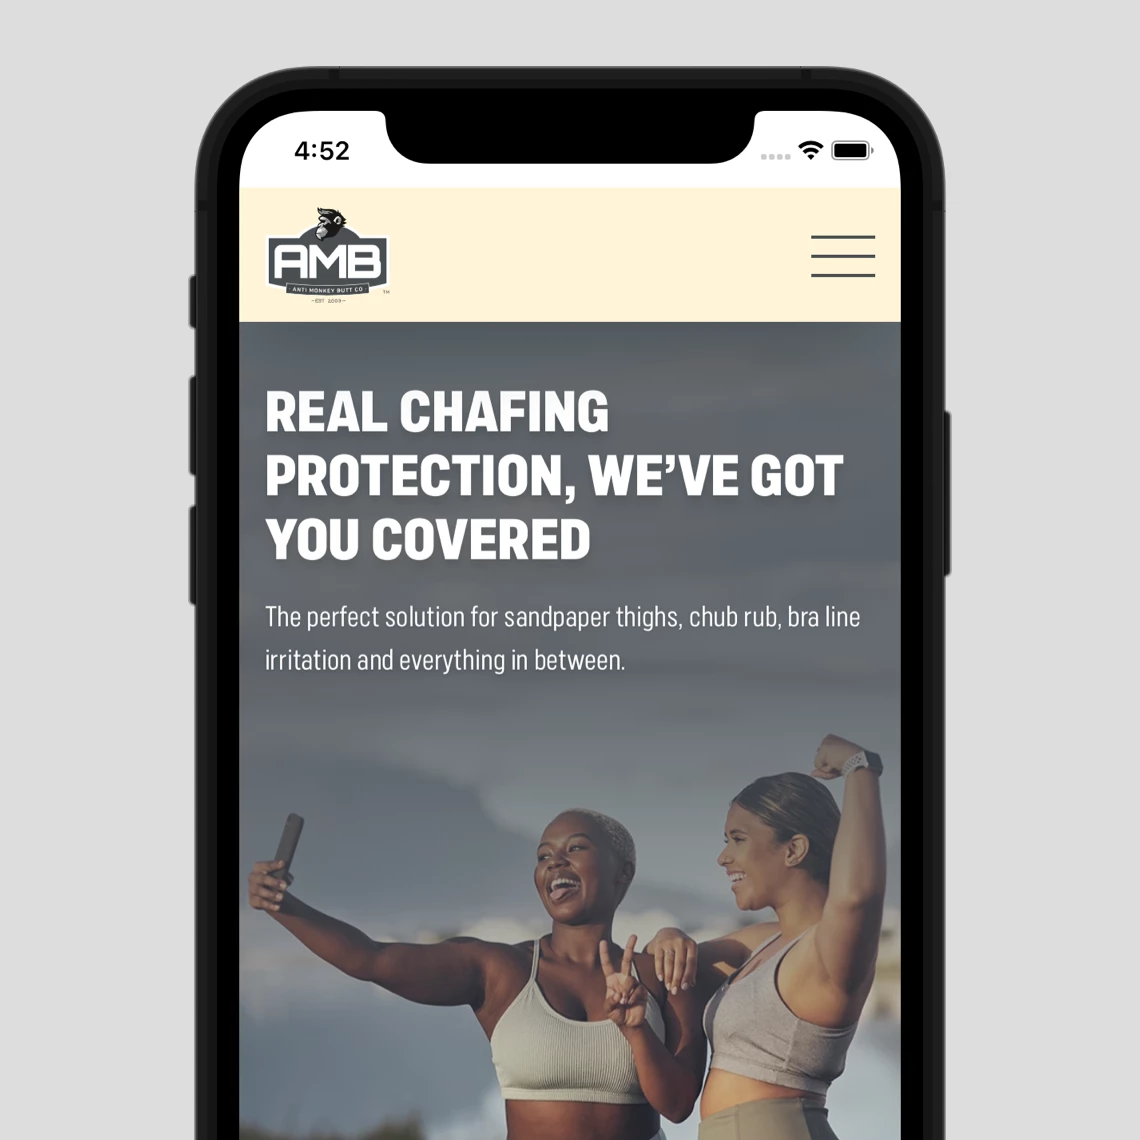 4:52
AMB
ANTI MONKEY BUTT CO
TM
-EST 2003-
REAL CHAFING
PROTECTION, WE’VE GOT
YOU COVERED
The perfect solution for sandpaper thighs, chub rub, bra line
irritation and everything in between.